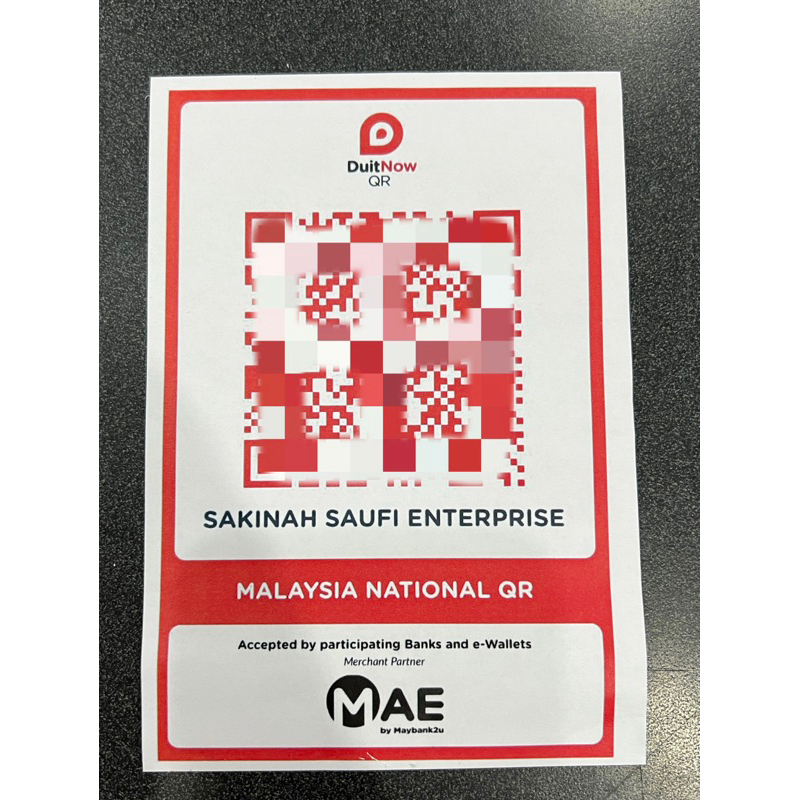 DuitNow
QR
SAKINAH SAUFI ENTERPRISE
MALAYSIA NATIONAL QR
Accepted by participating Banks and e-Wallets
Merchant Partner
MAE
by Maybank2u